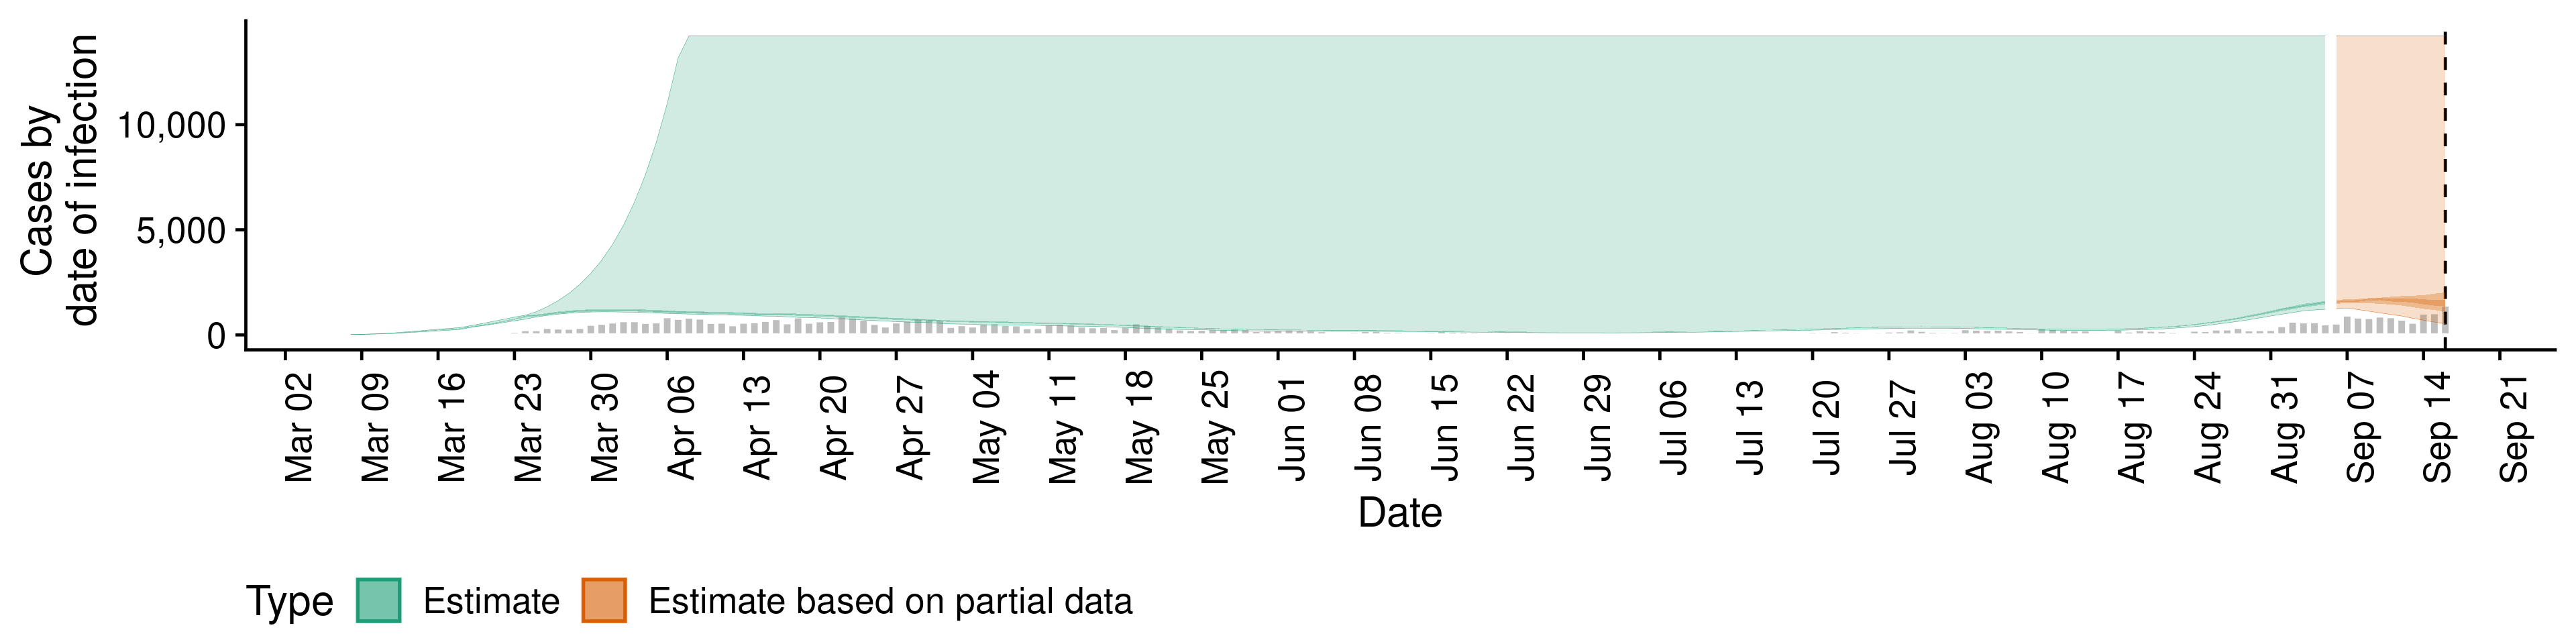 Cases by
date of infection
10,000
5,000
0
Mar 02
Mar 09
Mar 16
Mar 23
Mar 30
Apr 06
Apr 13
Apr 20
Apr 27
May 04
May 11
May 18
May 25
Jun 01
Jun 08
Jun 15
Jun 22
Jun 29
Jul 06
Jul 13
Jul 20
Jul 27
Aug 03
Aug 10
Aug 17
Aug 24
Aug 31
Sep 07
Sep 14
Sep 21
Date
Type Estimate Estimate based on partial data